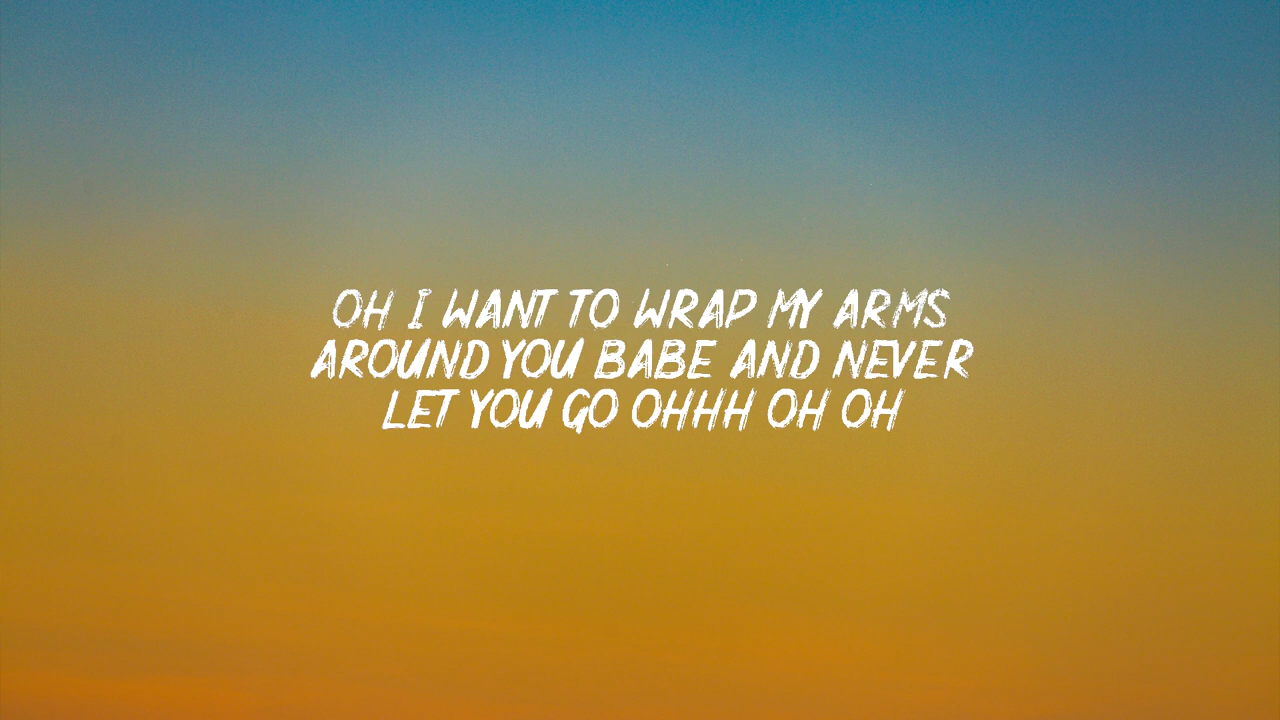 OH I WANT TO WRAP MY ARMS
AROUND YOU BABE AND NEVER
LET YOU GO OHHH OH OH